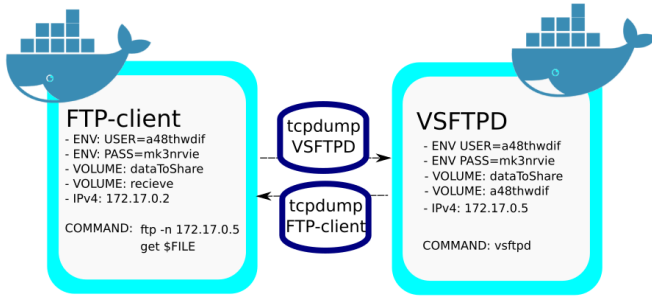 FTP-client
- ENV: USER=a48thwdif
- ENV: PASS=mk3nrvie
- VOLUME: dataToShare
- VOLUME: recieve
- IPv4: 172.17.0.2
COMMAND: ftp -n 172.17.0.5
get $FILE
tcpdump
VSFTPD
tcpdump
FTP-client
VSFTPD
- ENV USER=a48thwdif
- ENV PASS=mk3nrvie
- VOLUME: dataToShare
- VOLUME: a48thwdif
- IPv4: 172.17.0.5
COMMAND: vsftpd